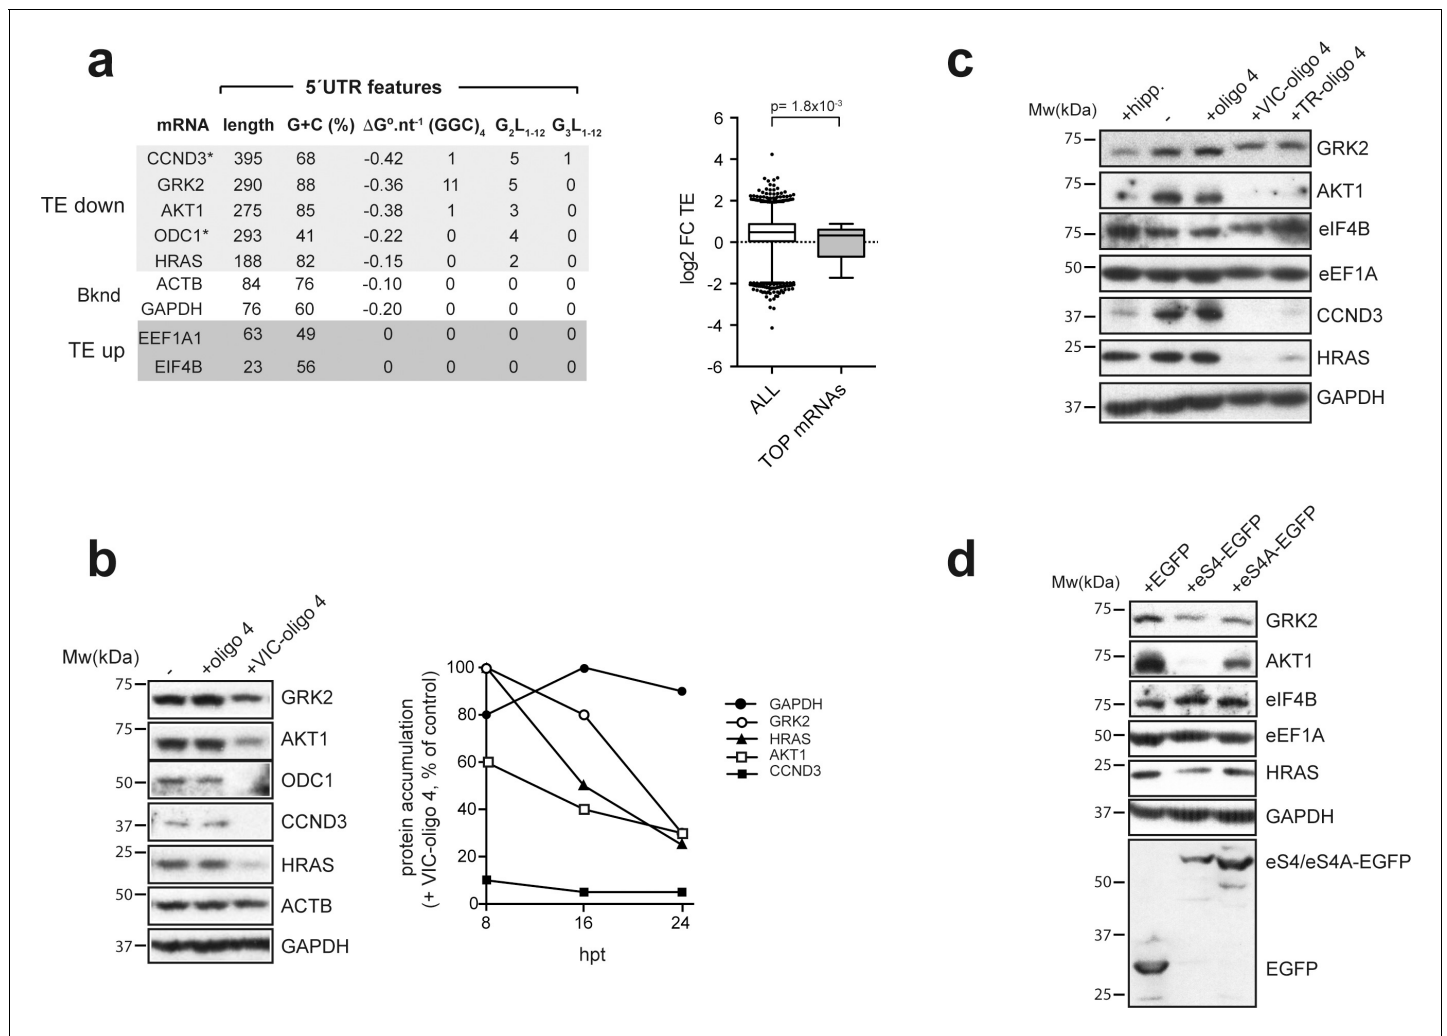 a
5´UTR features
mRNA length G+C (%) ΔGº.nt-1 (GGC)4 G2L1-12 G3L1-12
TE down
CCND3* 395 68 -0.42 1 5 1
GRK2 290 88 -0.36 11 5 0
AKT1 275 85 -0.38 1 3 0
ODC1* 293 41 -0.22 0 4 0
HRAS 188 82 -0.15 0 2 0
Bknd
ACTB 84 76 -0.10 0 0 0
GAPDH 76 60 -0.20 0 0 0
TE up
EEF1A1 63 49 0 0 0 0
EIF4B 23 56 0 0 0 0
p= 1.8x10-3
log2 FC TE
6
4
2
0
-2
-4
-6
ALL
TOP mRNAs
c
Mw(kDa)
+hipp.
-
+oligo 4
+VIC-oligo 4
+TR-oligo 4
75 GRK2
75 AKT1
75 eIF4B
50 eEF1A
37 CCND3
25 HRAS
37 GAPDH
b
Mw(kDa)
-
+oligo 4
+VIC-oligo 4
75 GRK2
75 AKT1
50 ODC1
37 CCND3
25 HRAS
50 ACTB
37 GAPDH
protein accumulation
(+ VIC-oligo 4, % of control)
100
80
60
40
20
0
8 16 24
hpt
GAPDH
GRK2
HRAS
AKT1
CCND3
d
Mw(kDa)
+EGFP
+eS4-EGFP
+eS4A-EGFP
75 GRK2
75 AKT1
75 eIF4B
50 eEF1A
25 HRAS
37 GAPDH
eS4/eS4A-EGFP
50
37
EGFP
25